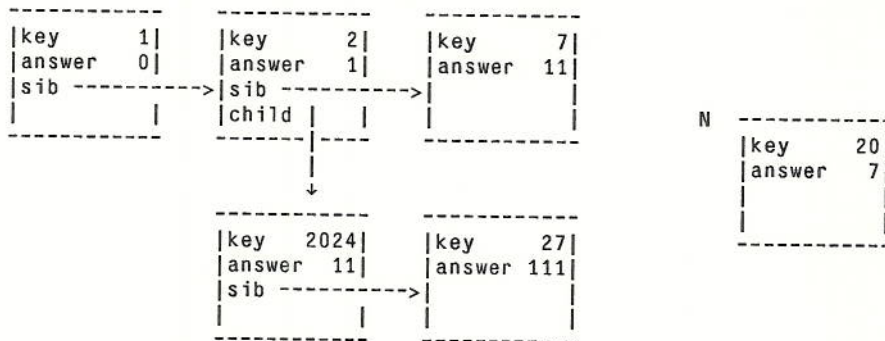 key 1
answer 0
sib
key 2
answer 1
sib
child
key 7
answer 11
N
key 20
answer 7
key 2024
answer 11
sib
key 27
answer 111